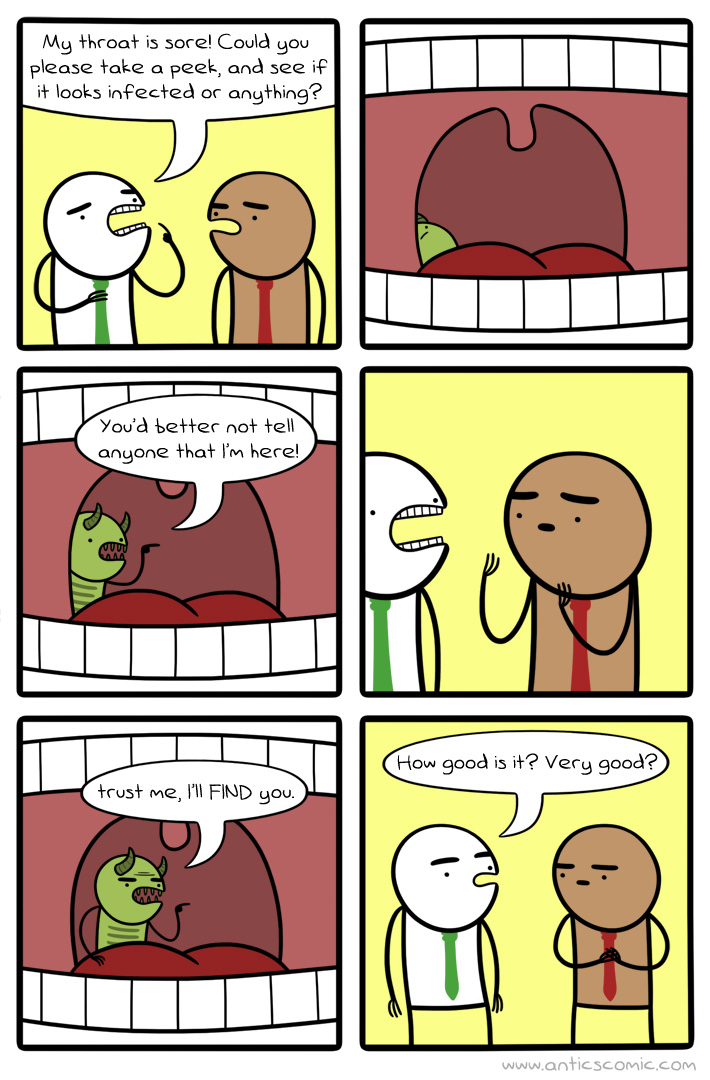 My throat is sore! Could you
please take a peek, and see if
it looks infected or anything?
You'd better not tell
anyone that I'm here!
trust me, I'll FIND you.
How good is it? Very good?
www.anticscomic.com